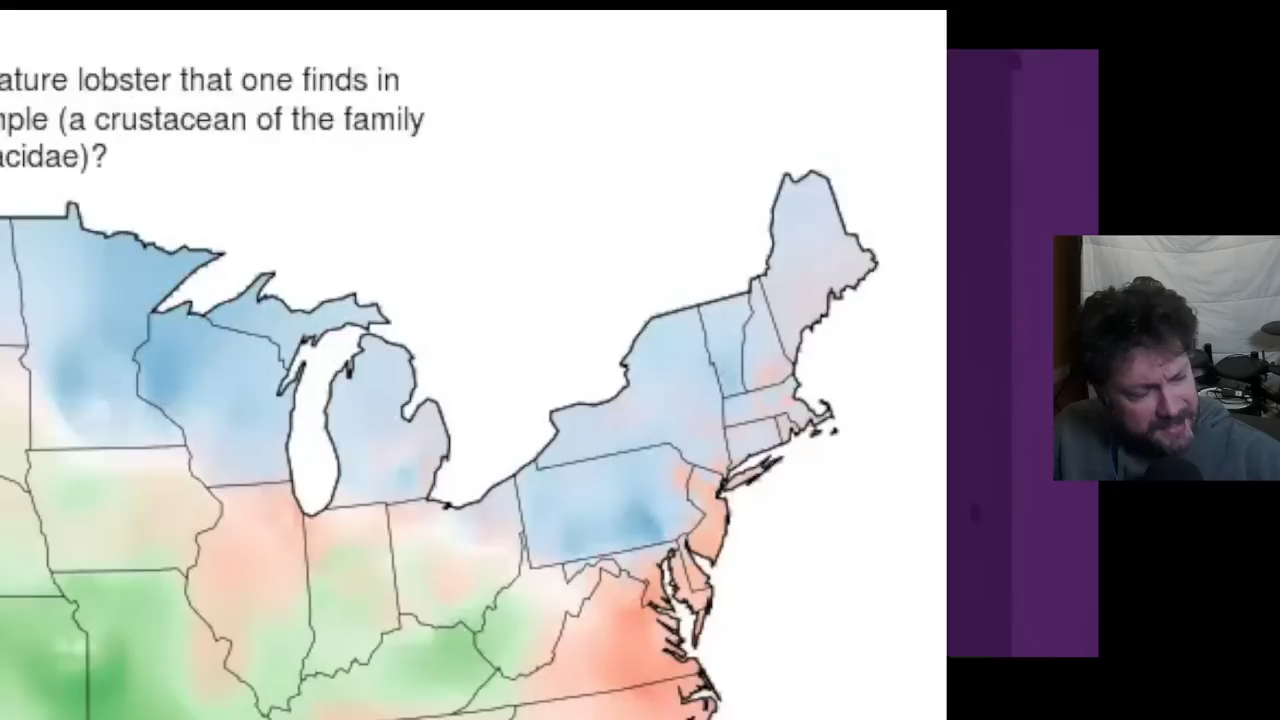 ature lobster that one finds in
mple (a crustacean of the family
acidae)?